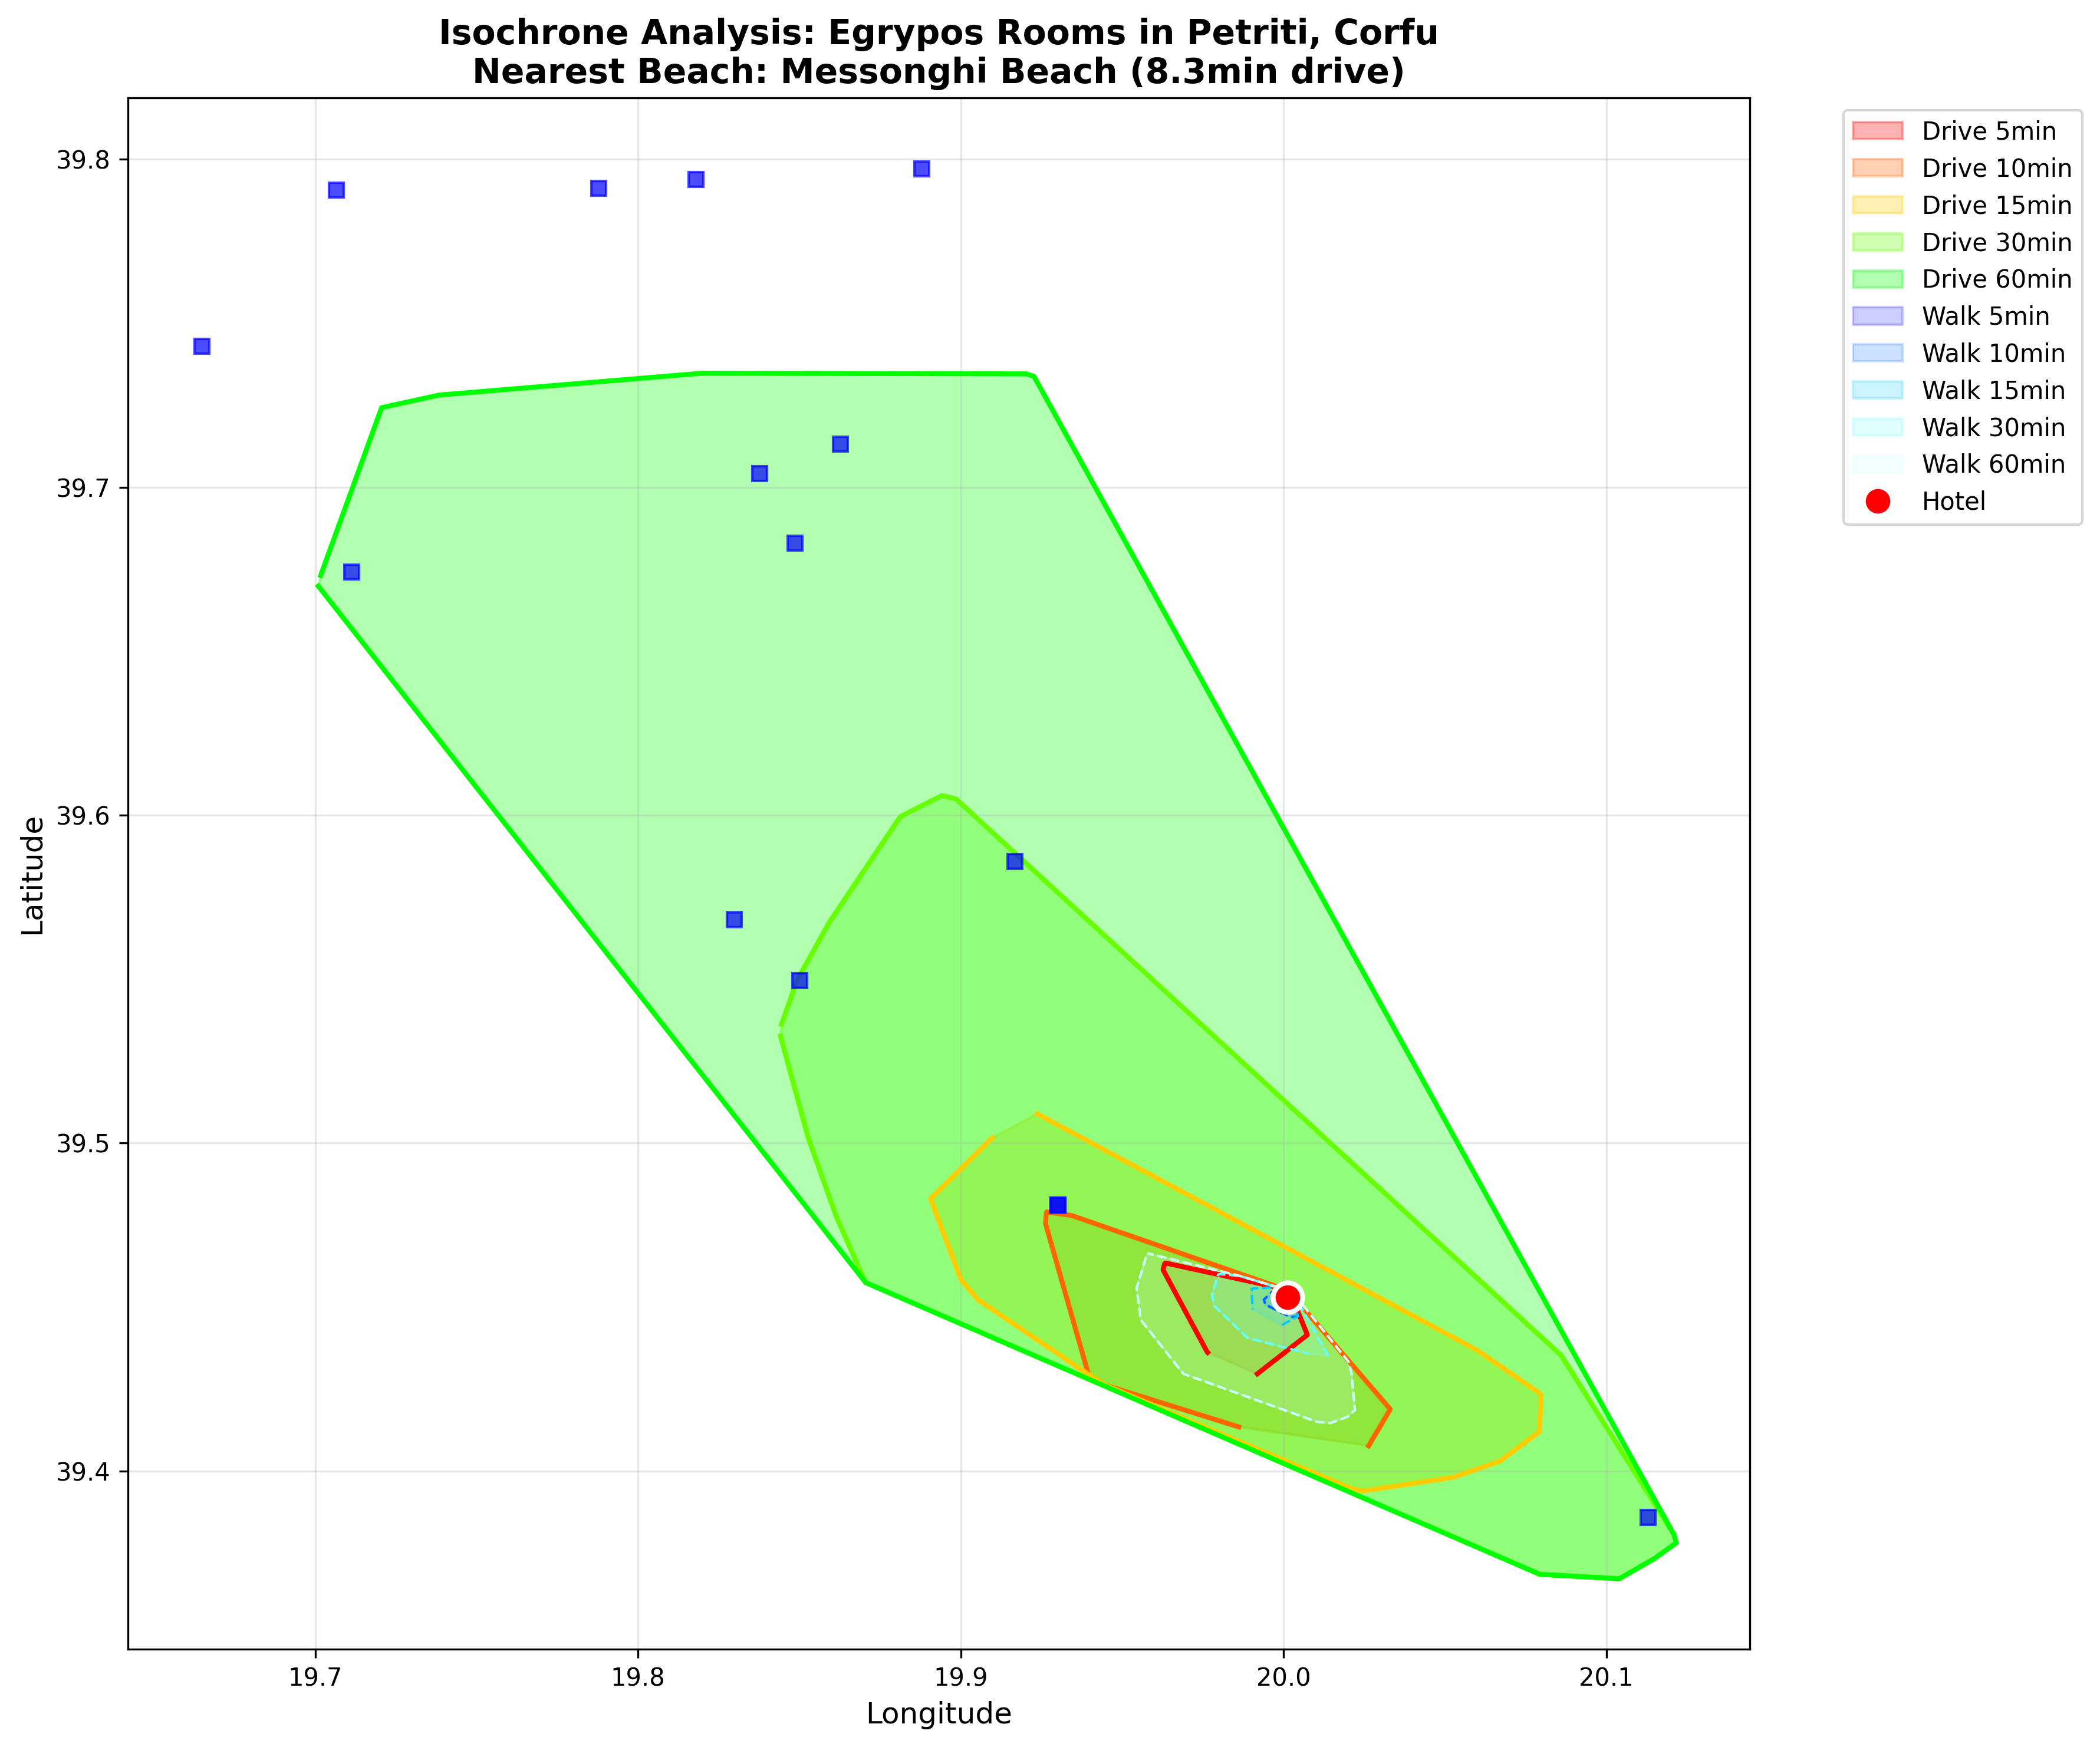 Isochrone Analysis: Egrypos Rooms in Petriti, Corfu
Nearest Beach: Messonghi Beach (8.3min drive)
Drive 5min
Drive 10min
Drive 15min
Drive 30min
Drive 60min
Walk 5min
Walk 10min
Walk 15min
Walk 30min
Walk 60min
Hotel
39.8
39.7
39.6
39.5
39.4
Latitude
19.7 19.8 19.9 20.0 20.1
Longitude